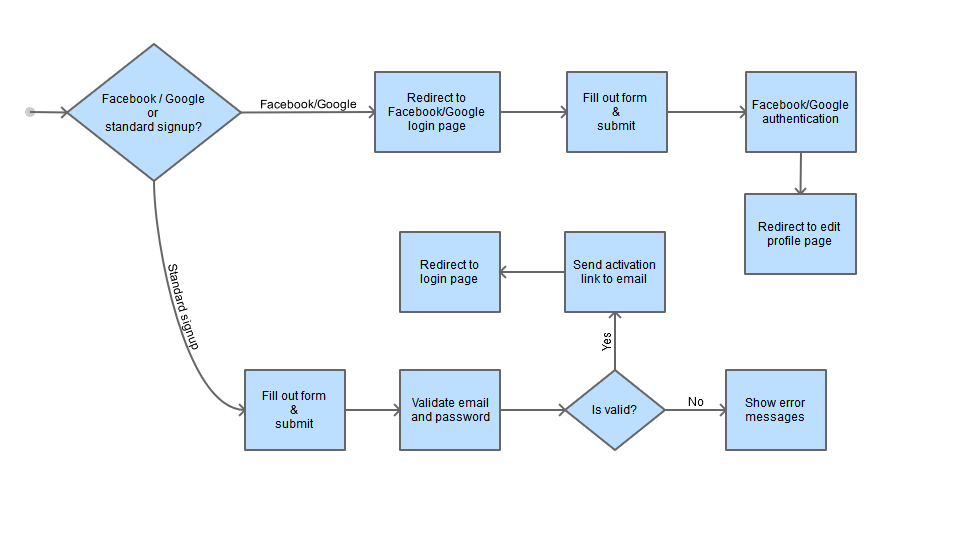 Facebook / Google
or
standard signup?
Facebook/Google
Redirect to
Facebook/Google
login page
Fill out form
&
submit
Facebook/Google
authentication
Redirect to edit
profile page
Redirect to
login page
Send activation
link to email
Standard signup
Yes
Fill out form
&
submit
Validate email
and password
Is valid?
No
Show error
messages